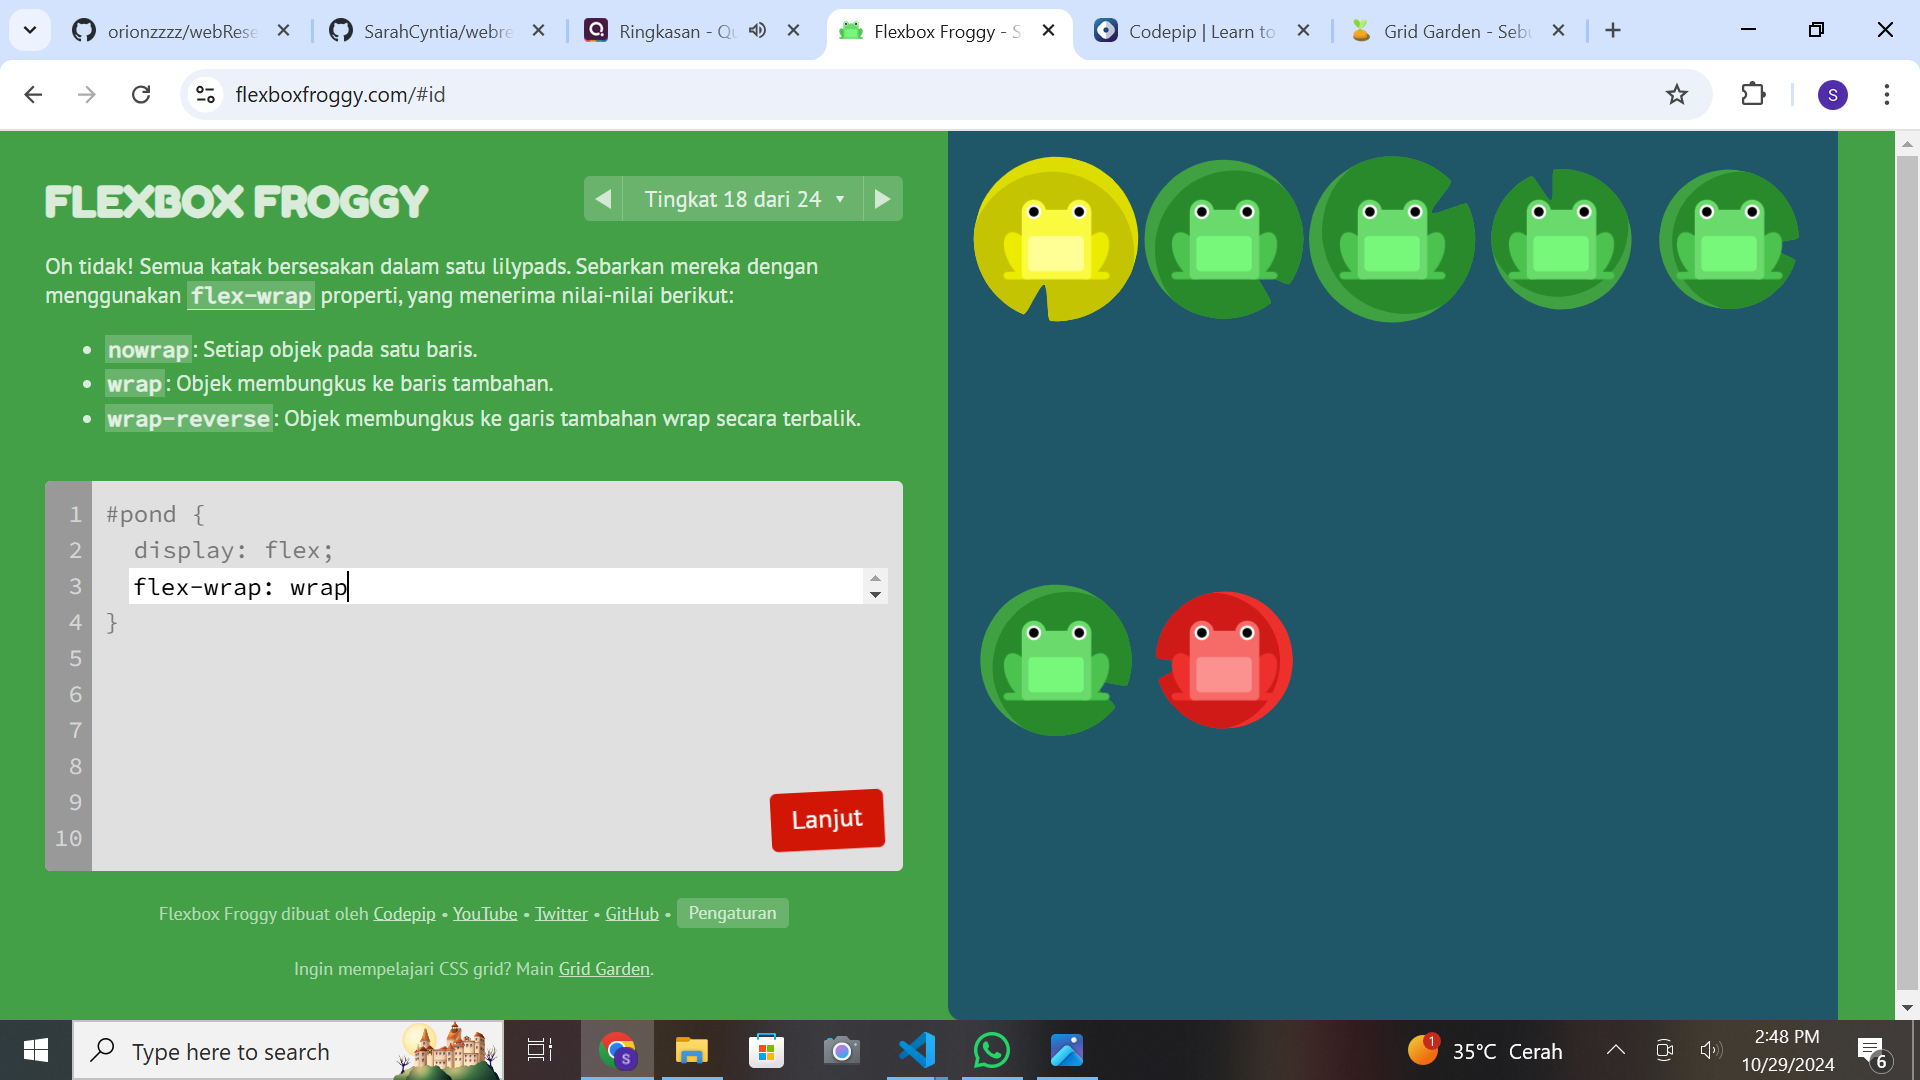 orionzzzz/webRese
SarahCyntia/webre
Ringkasan - Qu
Flexbox Froggy - S
Codepip | Learn to
Grid Garden - Sebu
flexboxfroggy.com/#id
S
FLEXBOX FROGGY
Tingkat 18 dari 24
Oh tidak! Semua katak bersesakan dalam satu lilypads. Sebarkan mereka dengan
menggunakan flex-wrap properti, yang menerima nilai-nilai berikut:
• nowrap: Setiap objek pada satu baris.
• wrap: Objek membungkus ke baris tambahan.
• wrap-reverse: Objek membungkus ke garis tambahan wrap secara terbalik.
1 #pond {
2 display: flex;
3 flex-wrap: wrap
4 }
5
6
7
8
9
10
Lanjut
Flexbox Froggy dibuat oleh Codepip • YouTube • Twitter • GitHub • Pengaturan
Ingin mempelajari CSS grid? Main Grid Garden.
Type here to search
S
1
35°C Cerah
2:48 PM
10/29/2024
6